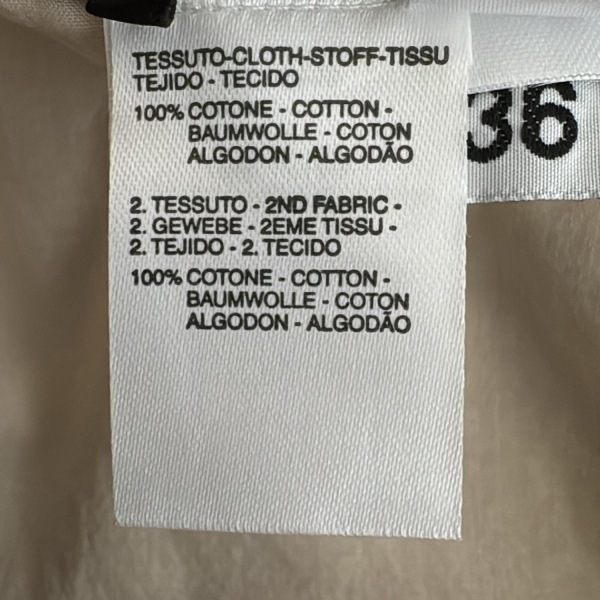 TESSUTO-CLOTH-STOFF-TISSU
TEJIDO - TECIDO
100% COTONE - COTTON -
BAUMWOLLE - COTON
ALGODON - ALGODÃO
36
2. TESSUTO - 2ND FABRIC -
2. GEWEBE - 2EME TISSU -
2. TEJIDO - 2. TECIDO
100% COTONE - COTTON -
BAUMWOLLE - COTON
ALGODON - ALGODÃO